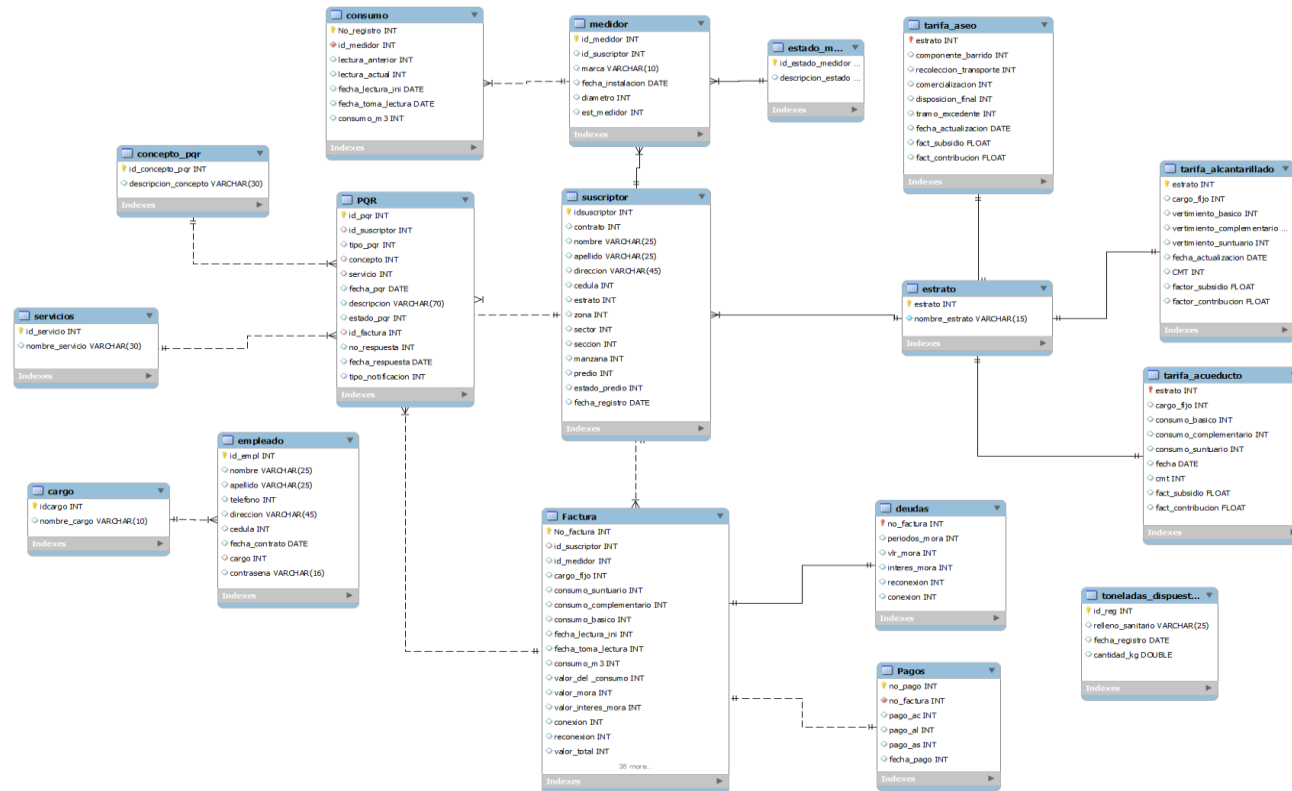 consumo
No_registro INT
id_medidor INT
lectura_anterior INT
lectura_actual INT
fecha_lectura_ini DATE
fecha_toma_lectura DATE
consumo_m3 INT
Indexes
medidor
id_medidor INT
id_suscriptor INT
marca VARCHAR(10)
fecha_instalacion DATE
diametro INT
est_medidor INT
Indexes
estado_m...
id_estado_medidor ...
descripcion_estado ...
Indexes
tarifa_aseo
estrato INT
componente_barrido INT
recoleccion_transporte INT
comercializacion INT
disposicion_final INT
tramo_excedente INT
fecha_actualizacion DATE
fact_subsidio FLOAT
fact_contribucion FLOAT
Indexes
concepto_pqr
id_concepto_pqr INT
descripcion_concepto VARCHAR(30)
Indexes
PQR
id_pqr INT
id_suscriptor INT
tipo_pqr INT
concepto INT
servicio INT
fecha_pqr DATE
descripcion VARCHAR(70)
estado_pqr INT
id_factura INT
no_respuesta INT
fecha_respuesta DATE
tipo_notificacion INT
Indexes
suscriptor
idsuscriptor INT
contrato INT
nombre VARCHAR(25)
apellido VARCHAR(25)
direccion VARCHAR(45)
cedula INT
estrato INT
zona INT
sector INT
seccion INT
manzana INT
predio INT
estado_predio INT
fecha_registro DATE
Indexes
tarifa_alcantarillado
estrato INT
cargo_fijo INT
vertimiento_basico INT
vertimiento_complementario ...
vertimiento_suntuario INT
fecha_actualizacion DATE
CMT INT
factor_subsidio FLOAT
factor_contribucion FLOAT
Indexes
estrato
estrato INT
nombre_estrato VARCHAR(15)
Indexes
servicios
id_servicio INT
nombre_servicio VARCHAR(30)
Indexes
tarifa_acueducto
estrato INT
cargo_fijo INT
consumo_basico INT
consumo_complementario INT
consumo_suntuario INT
fecha DATE
cmt INT
fact_subsidio FLOAT
fact_contribucion FLOAT
Indexes
empleado
id_empl INT
nombre VARCHAR(25)
apellido VARCHAR(25)
telefono INT
direccion VARCHAR(45)
cedula INT
fecha_contrato DATE
cargo INT
contrasena VARCHAR(16)
Indexes
cargo
idcargo INT
nombre_cargo VARCHAR(10)
Indexes
Factura
No_factura INT
id_suscriptor INT
id_medidor INT
cargo_fijo INT
consumo_suntuario INT
consumo_complementario INT
consumo_basico INT
fecha_lectura_ini INT
fecha_toma_lectura INT
consumo_m3 INT
valor_del _consumo INT
valor_mora INT
valor_interes_mora INT
conexion INT
reconexion INT
valor_total INT
38 more...
Indexes
deudas
no_factura INT
periodos_mora INT
vlr_mora INT
interes_mora INT
reconexion INT
conexion INT
Indexes
toneladas_dispuest...
id_reg INT
relleno_sanitario VARCHAR(25)
fecha_registro DATE
cantidad_kg DOUBLE
Indexes
Pagos
no_pago INT
no_factura INT
pago_ac INT
pago_al INT
pago_as INT
fecha_pago INT
Indexes